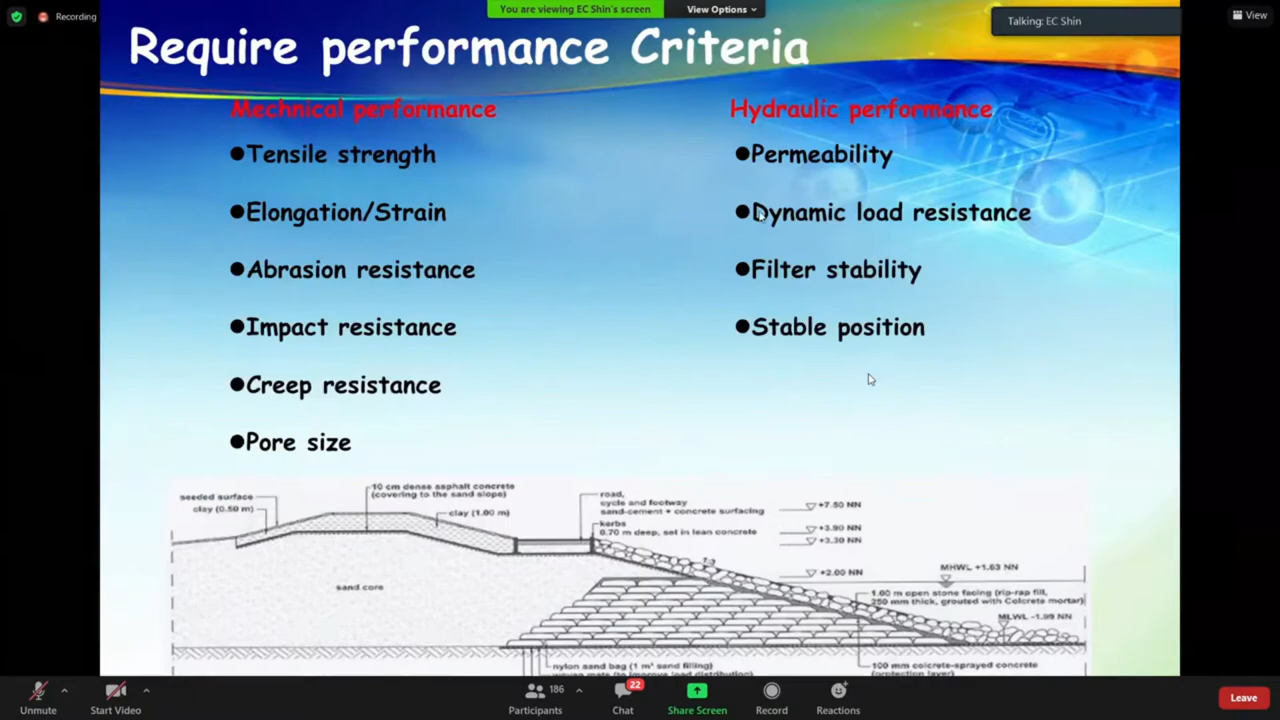 Recording
You are viewing EC Shin's screen
View Options
Talking: EC Shin
View
Require performance Criteria
Mechnical performance
●Tensile strength
●Elongation/Strain
●Abrasion resistance
●Impact resistance
●Creep resistance
●Pore size
Hydraulic performance
●Permeability
●Dynamic load resistance
●Filter stability
●Stable position
seeded surface
clay (0.50 m)
10 cm dense asphalt concrete
(covering to the sand slope)
clay (1.00 m)
road,
cycle and footway
sand-cement + concrete surfacing
kerbs
0.70 m deep, set in lean concrete
+7.50 NN
+3.90 NN
+3.30 NN
+2.00 NN
MHWL +1.63 NN
sand core
1.00 m open stone facing (rip-rap fill,
250 mm thick, grouted with Colcrete mortar)
MLWL -1.99 NN
nylon sand bag (1 m³ sand filling)
100 mm colcrete-sprayed concrete
Unmute
Start Video
186
Participants
22
Chat
Share Screen
Record
Reactions
Leave